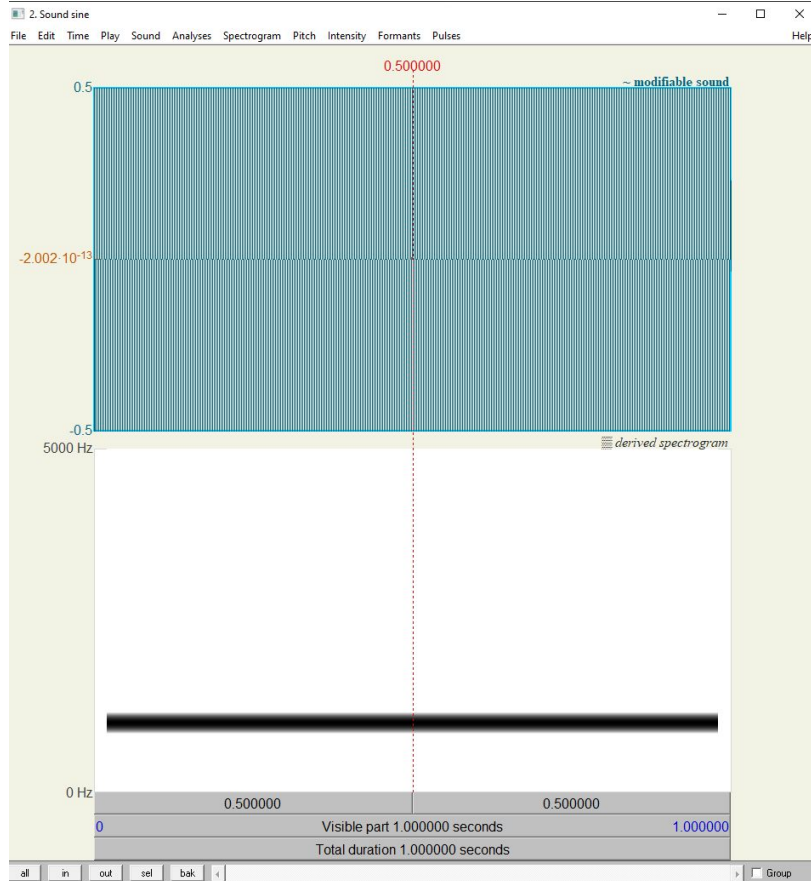 2. Sound sine
File Edit Time Play Sound Analyses Spectrogram Pitch Intensity Formants Pulses Help
0.500000
0.5 ~ modifiable sound
-2.002·10⁻¹³
-0.5
5000 Hz derived spectrogram
0 Hz
0.500000 0.500000
0 Visible part 1.000000 seconds 1.000000
Total duration 1.000000 seconds
all in out sel bak Group